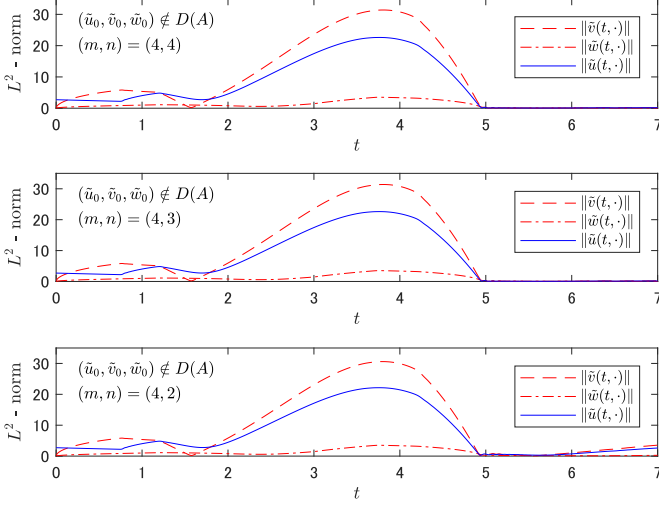 (ũ₀, ṽ₀, w̃₀) ∉ D(A)
(m, n) = (4, 4)
‖ṽ(t, ·)‖
‖w̃(t, ·)‖
‖ũ(t, ·)‖
L² - norm
30
20
10
0
0 1 2 3 4 5 6 7
t
(ũ₀, ṽ₀, w̃₀) ∉ D(A)
(m, n) = (4, 3)
‖ṽ(t, ·)‖
‖w̃(t, ·)‖
‖ũ(t, ·)‖
L² - norm
30
20
10
0
0 1 2 3 4 5 6 7
t
(ũ₀, ṽ₀, w̃₀) ∉ D(A)
(m, n) = (4, 2)
‖ṽ(t, ·)‖
‖w̃(t, ·)‖
‖ũ(t, ·)‖
L² - norm
30
20
10
0
0 1 2 3 4 5 6 7
t